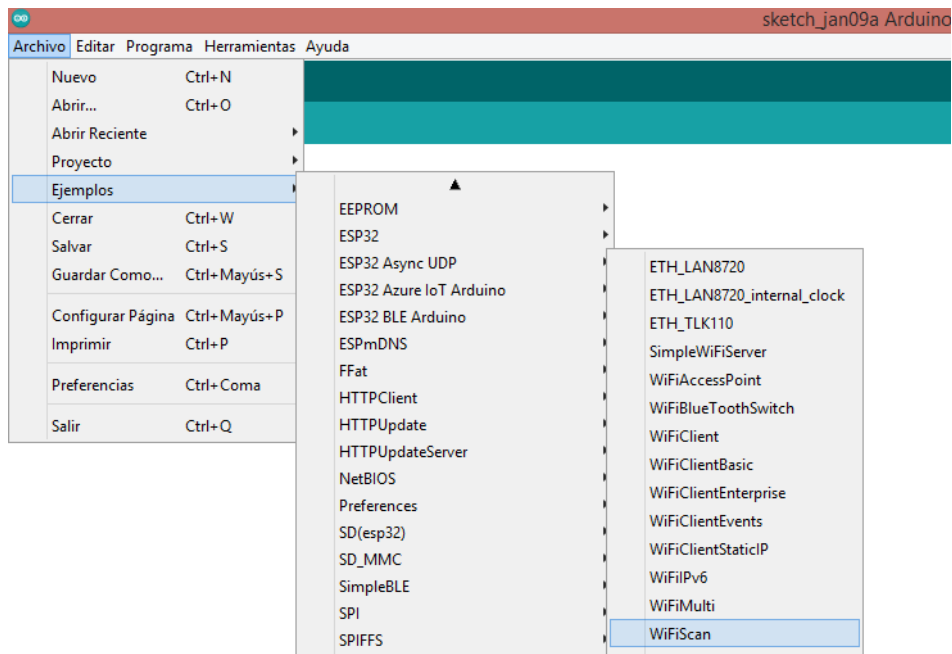 sketch_jan09a Arduino
Archivo Editar Programa Herramientas Ayuda
Nuevo Ctrl+N
Abrir... Ctrl+O
Abrir Reciente
Proyecto
Ejemplos
Cerrar Ctrl+W
Salvar Ctrl+S
Guardar Como... Ctrl+Mayús+S
Configurar Página Ctrl+Mayús+P
Imprimir Ctrl+P
Preferencias Ctrl+Coma
Salir Ctrl+Q
EEPROM
ESP32
ESP32 Async UDP
ESP32 Azure IoT Arduino
ESP32 BLE Arduino
ESPmDNS
FFat
HTTPClient
HTTPUpdate
HTTPUpdateServer
NetBIOS
Preferences
SD(esp32)
SD_MMC
SimpleBLE
SPI
SPIFFS
ETH_LAN8720
ETH_LAN8720_internal_clock
ETH_TLK110
SimpleWiFiServer
WiFiAccessPoint
WiFiBlueToothSwitch
WiFiClient
WiFiClientBasic
WiFiClientEnterprise
WiFiClientEvents
WiFiClientStaticIP
WiFiIPv6
WiFiMulti
WiFiScan